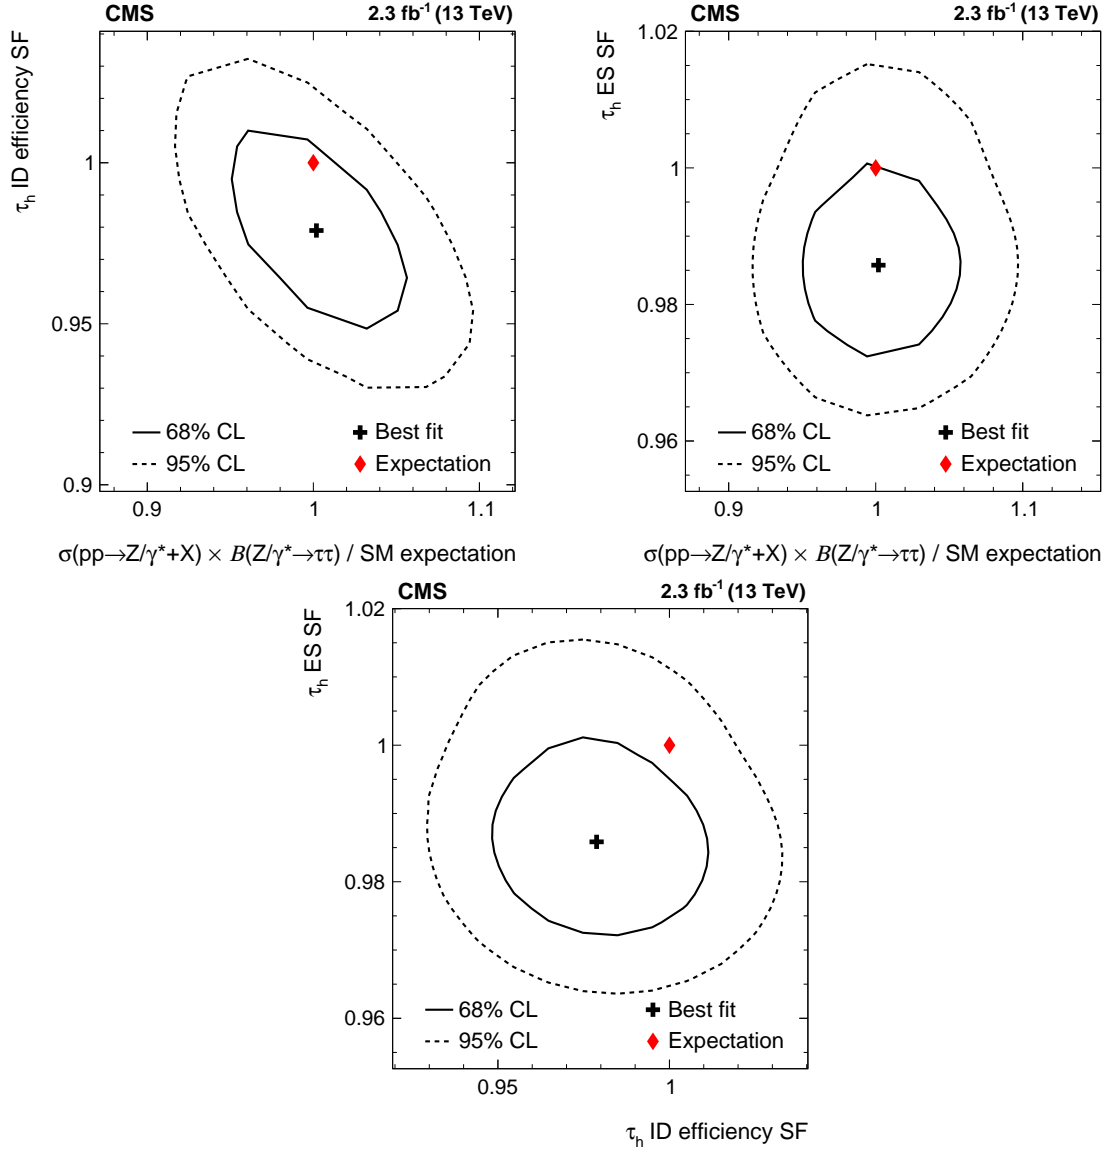 CMS 2.3 fb⁻¹ (13 TeV)
τₕ ID efficiency SF
1
0.95
0.9
68% CL Best fit
95% CL Expectation
0.9 1 1.1
σ(pp→Z/γ*+X) × B(Z/γ*→ττ) / SM expectation
CMS 2.3 fb⁻¹ (13 TeV)
τₕ ES SF
1.02
1
0.98
0.96
68% CL Best fit
95% CL Expectation
0.9 1 1.1
σ(pp→Z/γ*+X) × B(Z/γ*→ττ) / SM expectation
CMS 2.3 fb⁻¹ (13 TeV)
τₕ ES SF
1.02
1
0.98
0.96
68% CL Best fit
95% CL Expectation
0.95 1
τₕ ID efficiency SF